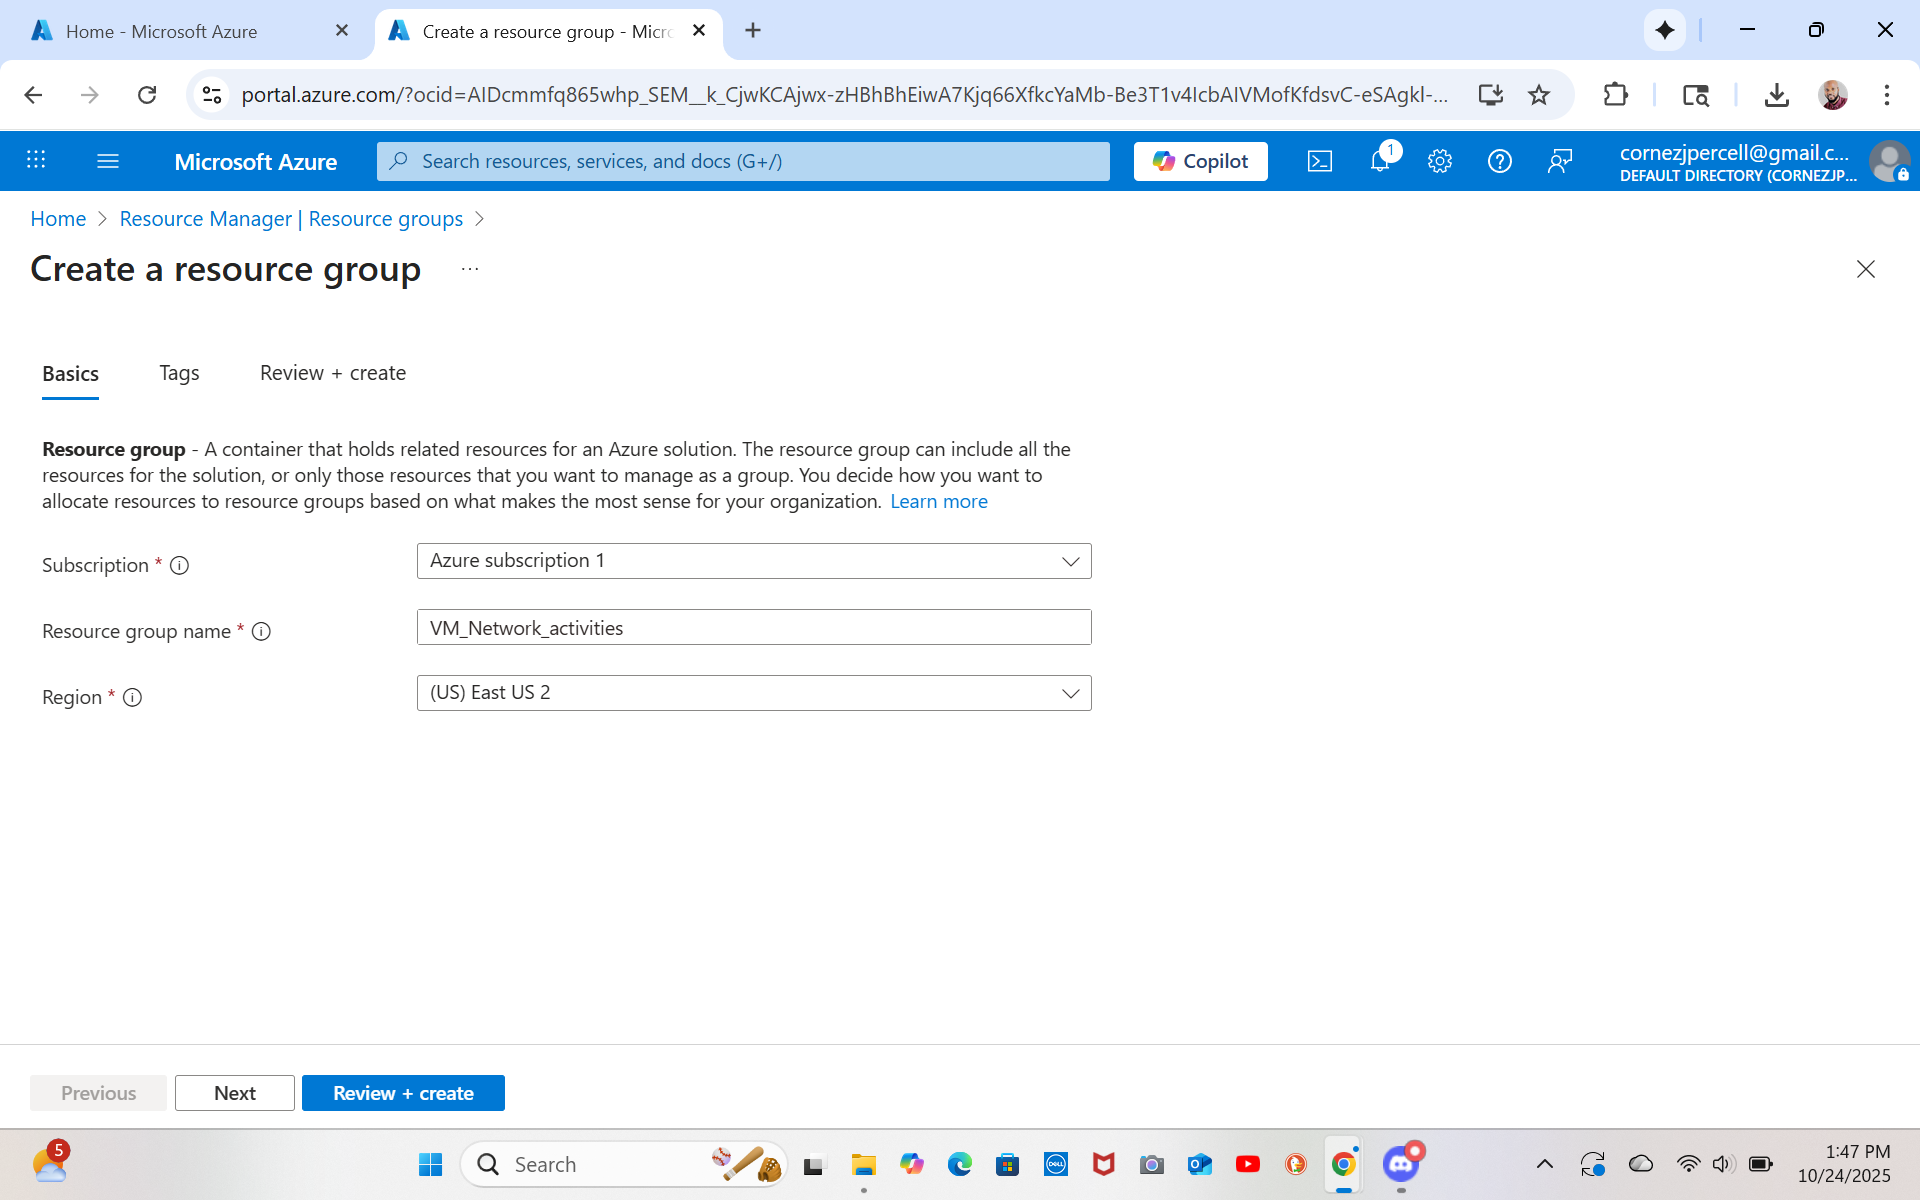 Home - Microsoft Azure
Create a resource group - Micro
portal.azure.com/?ocid=AIDcmmfq865whp_SEM__k_CjwKCAjwx-zHBhBhEiwA7Kjq66XfkcYaMb-Be3T1v4IcbAIVMofKfdsvC-eSAgkI-...
Microsoft Azure
Search resources, services, and docs (G+/)
Copilot
1
cornezjpercell@gmail.c...
DEFAULT DIRECTORY (CORNEZJP...
Home > Resource Manager | Resource groups >
Create a resource group ...
Basics
Tags
Review + create
Resource group - A container that holds related resources for an Azure solution. The resource group can include all the
resources for the solution, or only those resources that you want to manage as a group. You decide how you want to
allocate resources to resource groups based on what makes the most sense for your organization. Learn more
Subscription *
Azure subscription 1
Resource group name *
VM_Network_activities
Region *
(US) East US 2
Previous
Next
Review + create
5
Search
DELL
1:47 PM
10/24/2025